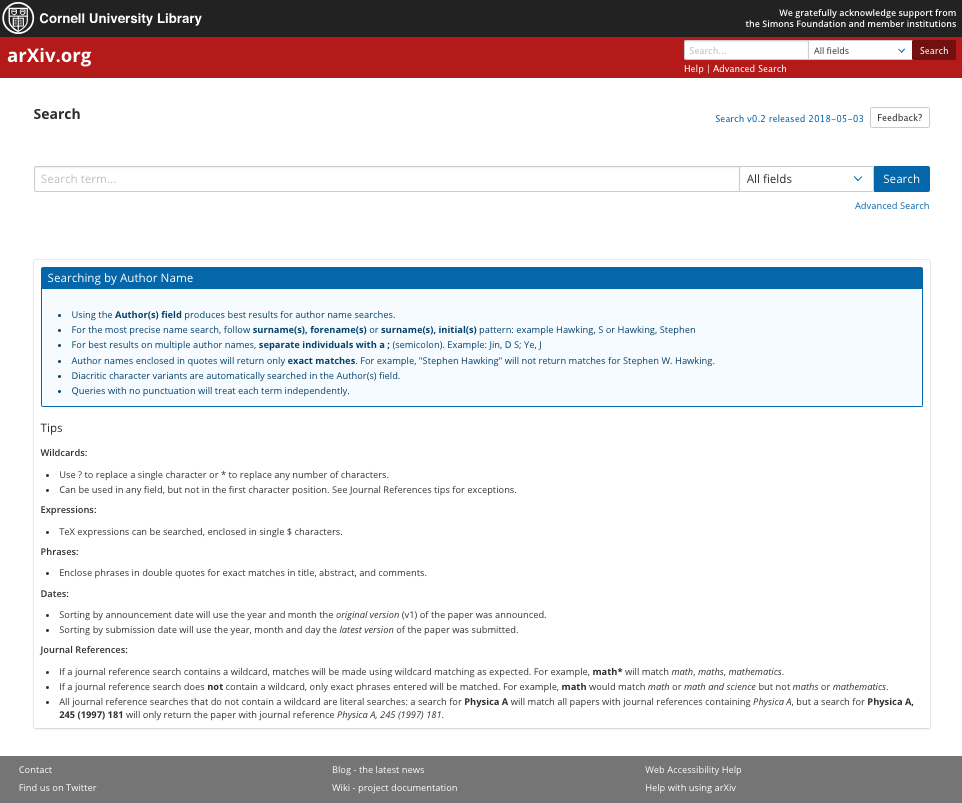 Cornell University Library
We gratefully acknowledge support from
the Simons Foundation and member institutions
arXiv.org
Search...
All fields
Search
Help | Advanced Search
Search
Search v0.2 released 2018-05-03
Feedback?
Search term...
All fields
Search
Advanced Search
Searching by Author Name
• Using the Author(s) field produces best results for author name searches.
• For the most precise name search, follow surname(s), forename(s) or surname(s), initial(s) pattern: example Hawking, S or Hawking, Stephen
• For best results on multiple author names, separate individuals with a ; (semicolon). Example: Jin, D S; Ye, J
• Author names enclosed in quotes will return only exact matches. For example, "Stephen Hawking" will not return matches for Stephen W. Hawking.
• Diacritic character variants are automatically searched in the Author(s) field.
• Queries with no punctuation will treat each term independently.
Tips
Wildcards:
• Use ? to replace a single character or * to replace any number of characters.
• Can be used in any field, but not in the first character position. See Journal References tips for exceptions.
Expressions:
• TeX expressions can be searched, enclosed in single $ characters.
Phrases:
• Enclose phrases in double quotes for exact matches in title, abstract, and comments.
Dates:
• Sorting by announcement date will use the year and month the original version (v1) of the paper was announced.
• Sorting by submission date will use the year, month and day the latest version of the paper was submitted.
Journal References:
• If a journal reference search contains a wildcard, matches will be made using wildcard matching as expected. For example, math* will match math, maths, mathematics.
• If a journal reference search does not contain a wildcard, only exact phrases entered will be matched. For example, math would match math or math and science but not maths or mathematics.
• All journal reference searches that do not contain a wildcard are literal searches: a search for Physica A will match all papers with journal references containing Physica A, but a search for Physica A,
245 (1997) 181 will only return the paper with journal reference Physica A, 245 (1997) 181.
Contact
Blog - the latest news
Web Accessibility Help
Find us on Twitter
Wiki - project documentation
Help with using arXiv